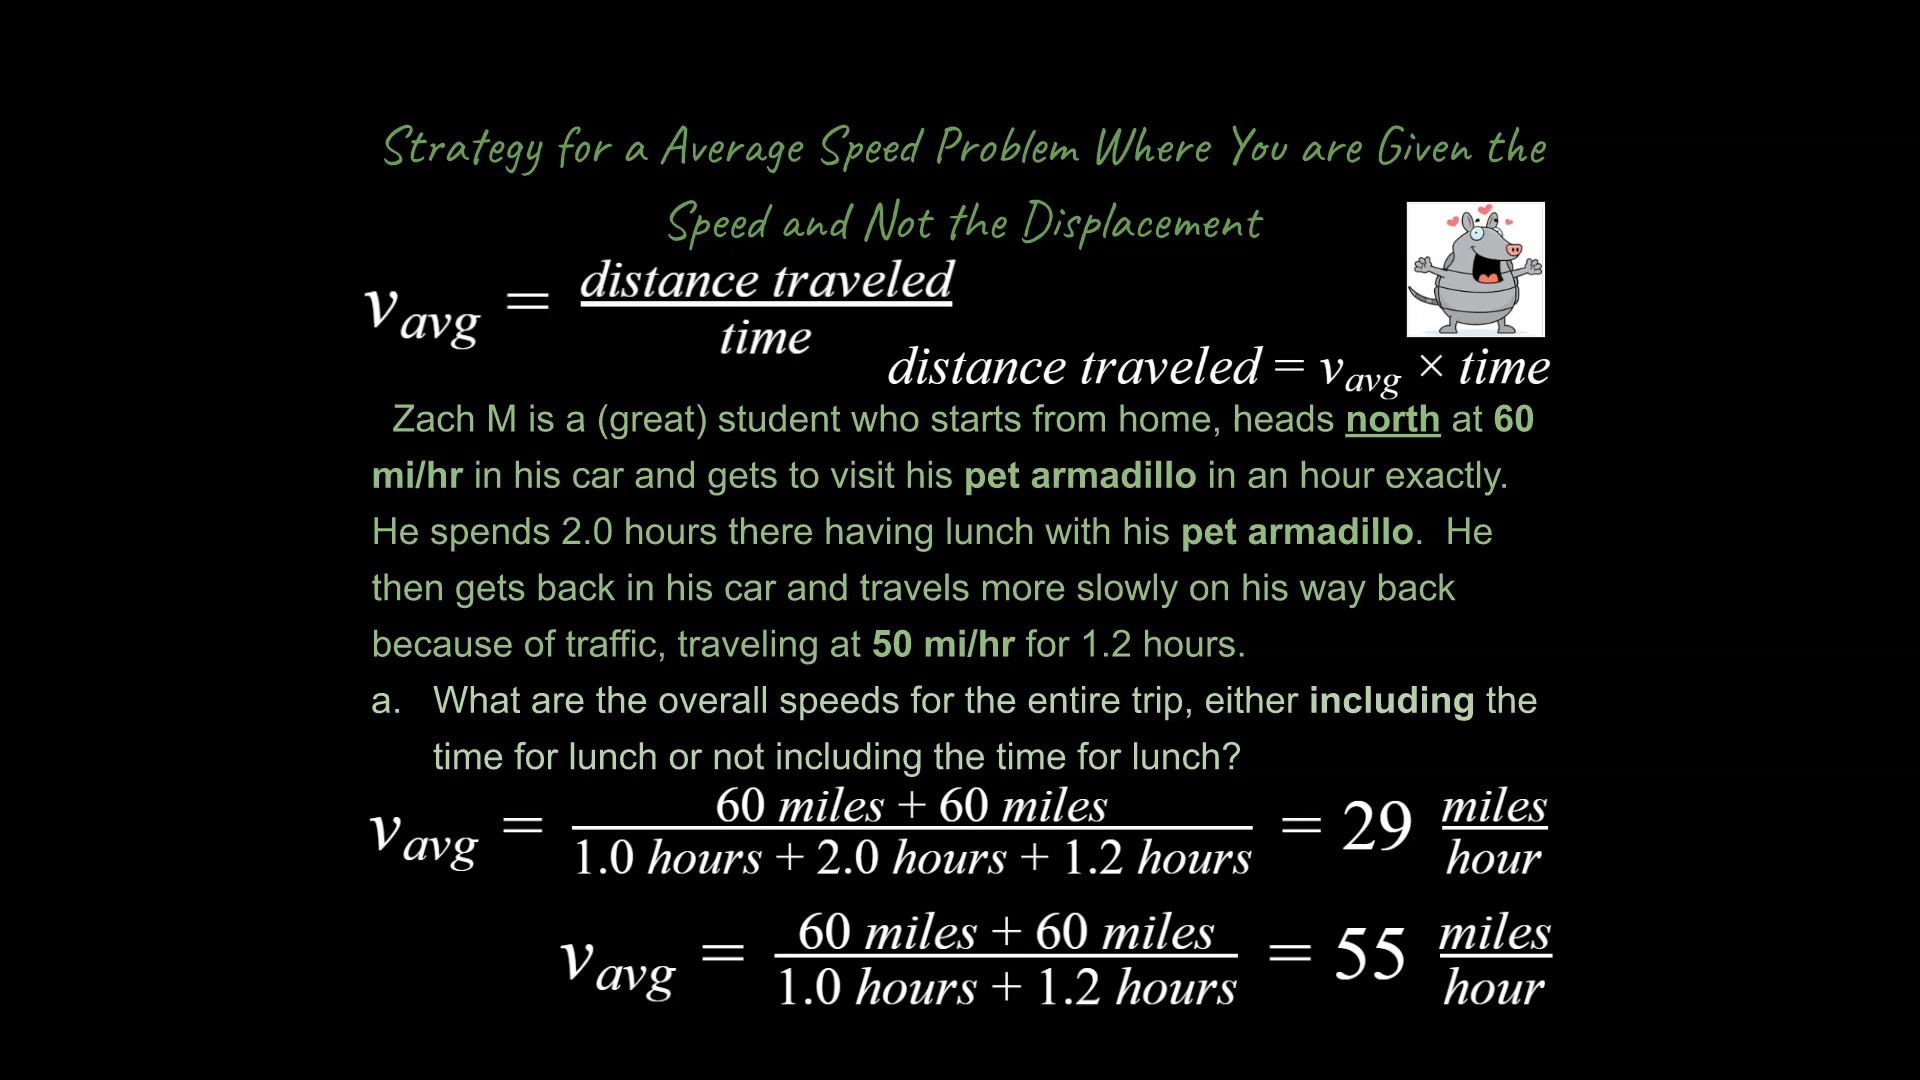 Strategy for a Average Speed Problem Where You are Given the
Speed and Not the Displacement
v_avg = distance traveled / time
distance traveled = v_avg × time
Zach M is a (great) student who starts from home, heads north at 60
mi/hr in his car and gets to visit his pet armadillo in an hour exactly.
He spends 2.0 hours there having lunch with his pet armadillo. He
then gets back in his car and travels more slowly on his way back
because of traffic, traveling at 50 mi/hr for 1.2 hours.
a. What are the overall speeds for the entire trip, either including the
time for lunch or not including the time for lunch?
v_avg = 60 miles + 60 miles / 1.0 hours + 2.0 hours + 1.2 hours = 29 miles / hour
v_avg = 60 miles + 60 miles / 1.0 hours + 1.2 hours = 55 miles / hour